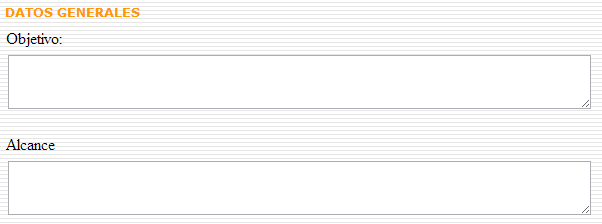 DATOS GENERALES
Objetivo:
Alcance